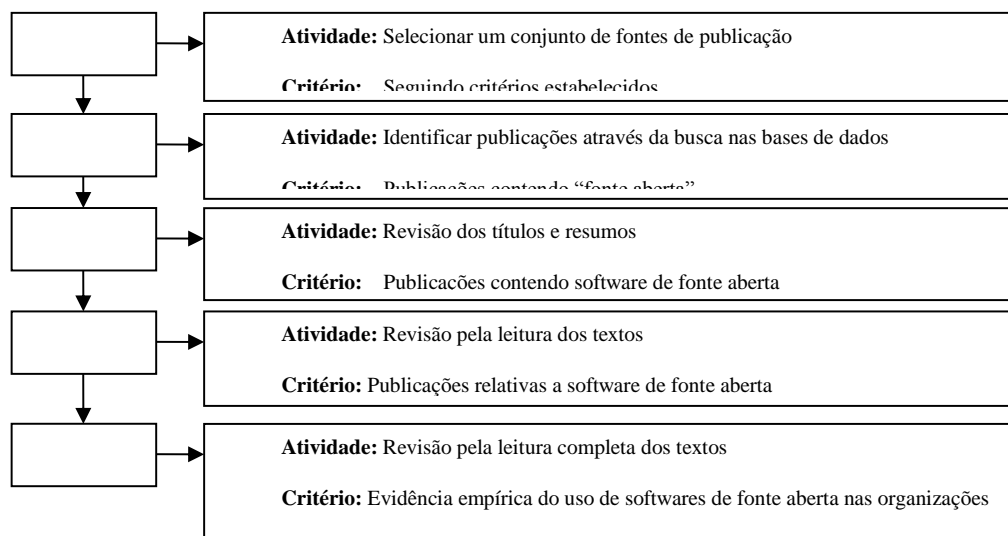 Atividade: Selecionar um conjunto de fontes de publicação
Critério: Seguindo critérios estabelecidos
Atividade: Identificar publicações através da busca nas bases de dados
Critério: Publicações contendo “fonte aberta”
Atividade: Revisão dos títulos e resumos
Critério: Publicações contendo software de fonte aberta
Atividade: Revisão pela leitura dos textos
Critério: Publicações relativas a software de fonte aberta
Atividade: Revisão pela leitura completa dos textos
Critério: Evidência empírica do uso de softwares de fonte aberta nas organizações